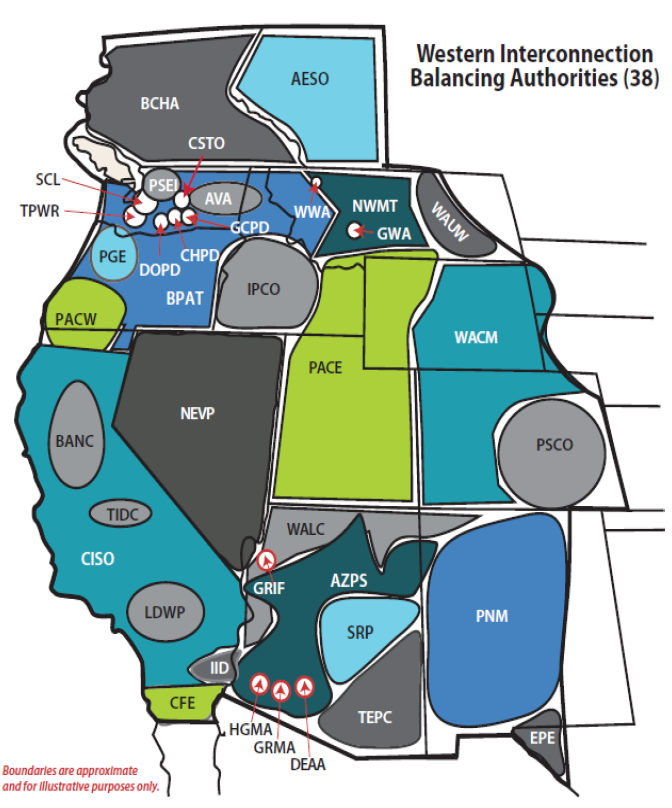 Western Interconnection
Balancing Authorities (38)
AESO
BCHA
CSTO
SCL
PSEI
AVA
TPWR
WWA
NWMT
WAUW
GCPD
GWA
PGE
DOPD
CHPD
IPCO
BPAT
PACW
WACM
PACE
NEVP
BANC
PSCO
TIDC
WALC
CISO
GRIF
AZPS
LDWP
SRP
PNM
IID
CFE
TEPC
HGMA
GRMA
DEAA
EPE
Boundaries are approximate
and for illustrative purposes only.